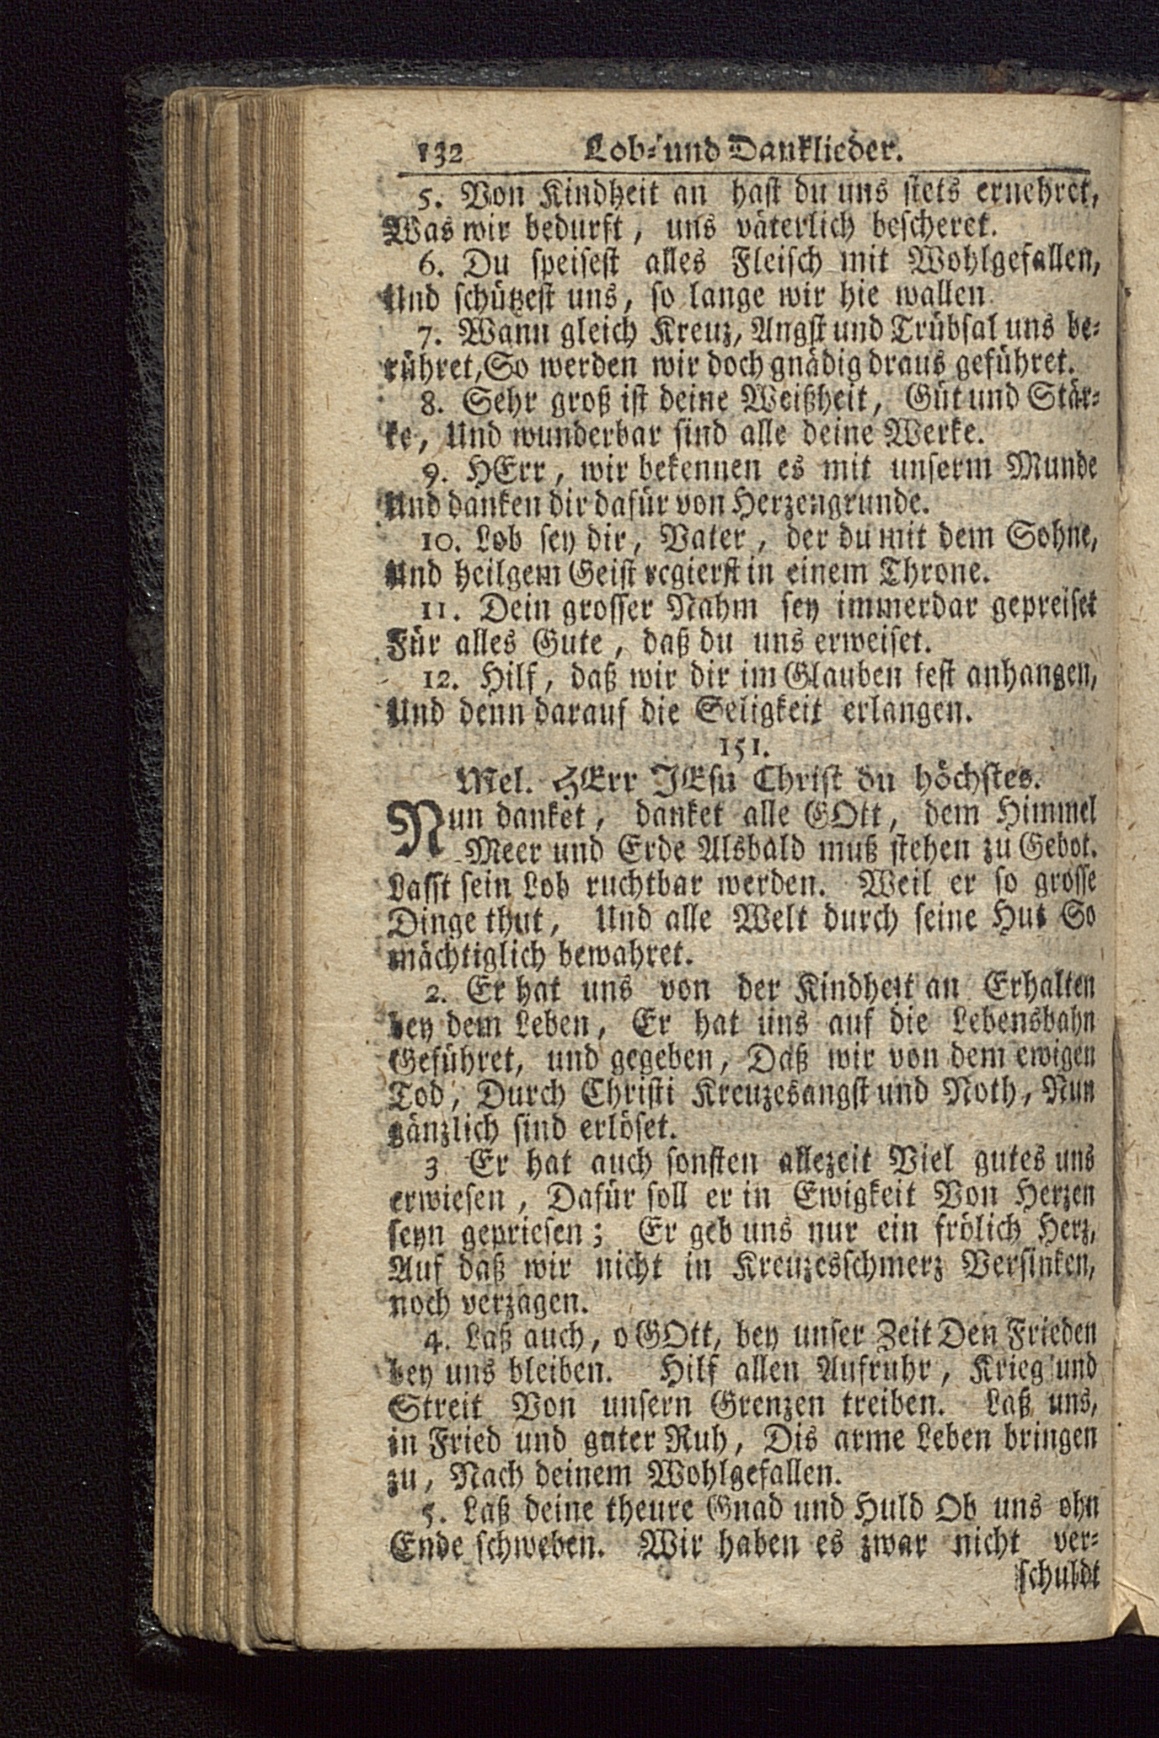 132 Lob- und Danklieder.
5. Von Kindheit an hast du uns stets ernehret,
Was wir bedurft, uns väterlich bescheret.
6. Du speisest alles Fleisch mit Wohlgefallen,
Und schützest uns, so lange wir hie wallen.
7. Wann gleich Kreuz, Angst und Trübsal uns be-
rühret, So werden wir doch gnädig draus geführet.
8. Sehr groß ist deine Weißheit, Güt und Stär-
ke, Und wunderbar sind alle deine Werke.
9. HErr, wir bekennen es mit unserm Munde
Und danken dir dafür von Herzengrunde.
10. Lob sey dir, Vater, der du mit dem Sohne,
Und heilgem Geist regierst in einem Throne.
11. Dein grosser Nahm sey immerdar gepreiset
Für alles Gute, daß du uns erweiset.
12. Hilf, daß wir dir im Glauben fest anhangen,
Und denn darauf die Seligkeit erlangen.
151.
Mel. HErr JEsu Christ du höchstes.
Nun danket, danket alle GOtt, dem Himmel
Meer und Erde Alsbald muß stehen zu Gebot.
Lasst sein Lob ruchtbar werden. Weil er so grosse
Dinge thut, Und alle Welt durch seine Hut So
mächtiglich bewahret.
2. Er hat uns von der Kindheit an Erhalten
bey dem Leben, Er hat uns auf die Lebensbahn
Geführet, und gegeben, Daß wir von dem ewigen
Tod, Durch Christi Kreuzesangst und Noth, Nun
gänzlich sind erlöset.
3 Er hat auch sonsten allezeit Viel gutes uns
erwiesen, Dafür soll er in Ewigkeit Von Herzen
seyn gepriesen; Er geb uns nur ein frölich Herz,
Auf daß wir nicht in Kreuzesschmerz Versinken,
noch verzagen.
4. Laß auch, o GOtt, bey unser Zeit Den Frieden
bey uns bleiben. Hilf allen Aufruhr, Krieg und
Streit Von unsern Grenzen treiben. Laß uns,
in Fried und guter Ruh, Dis arme Leben bringen
zu, Nach deinem Wohlgefallen.
5. Laß deine theure Gnad und Huld Ob uns ohn
Ende schweben. Wir haben es zwar nicht ver-
schuldt